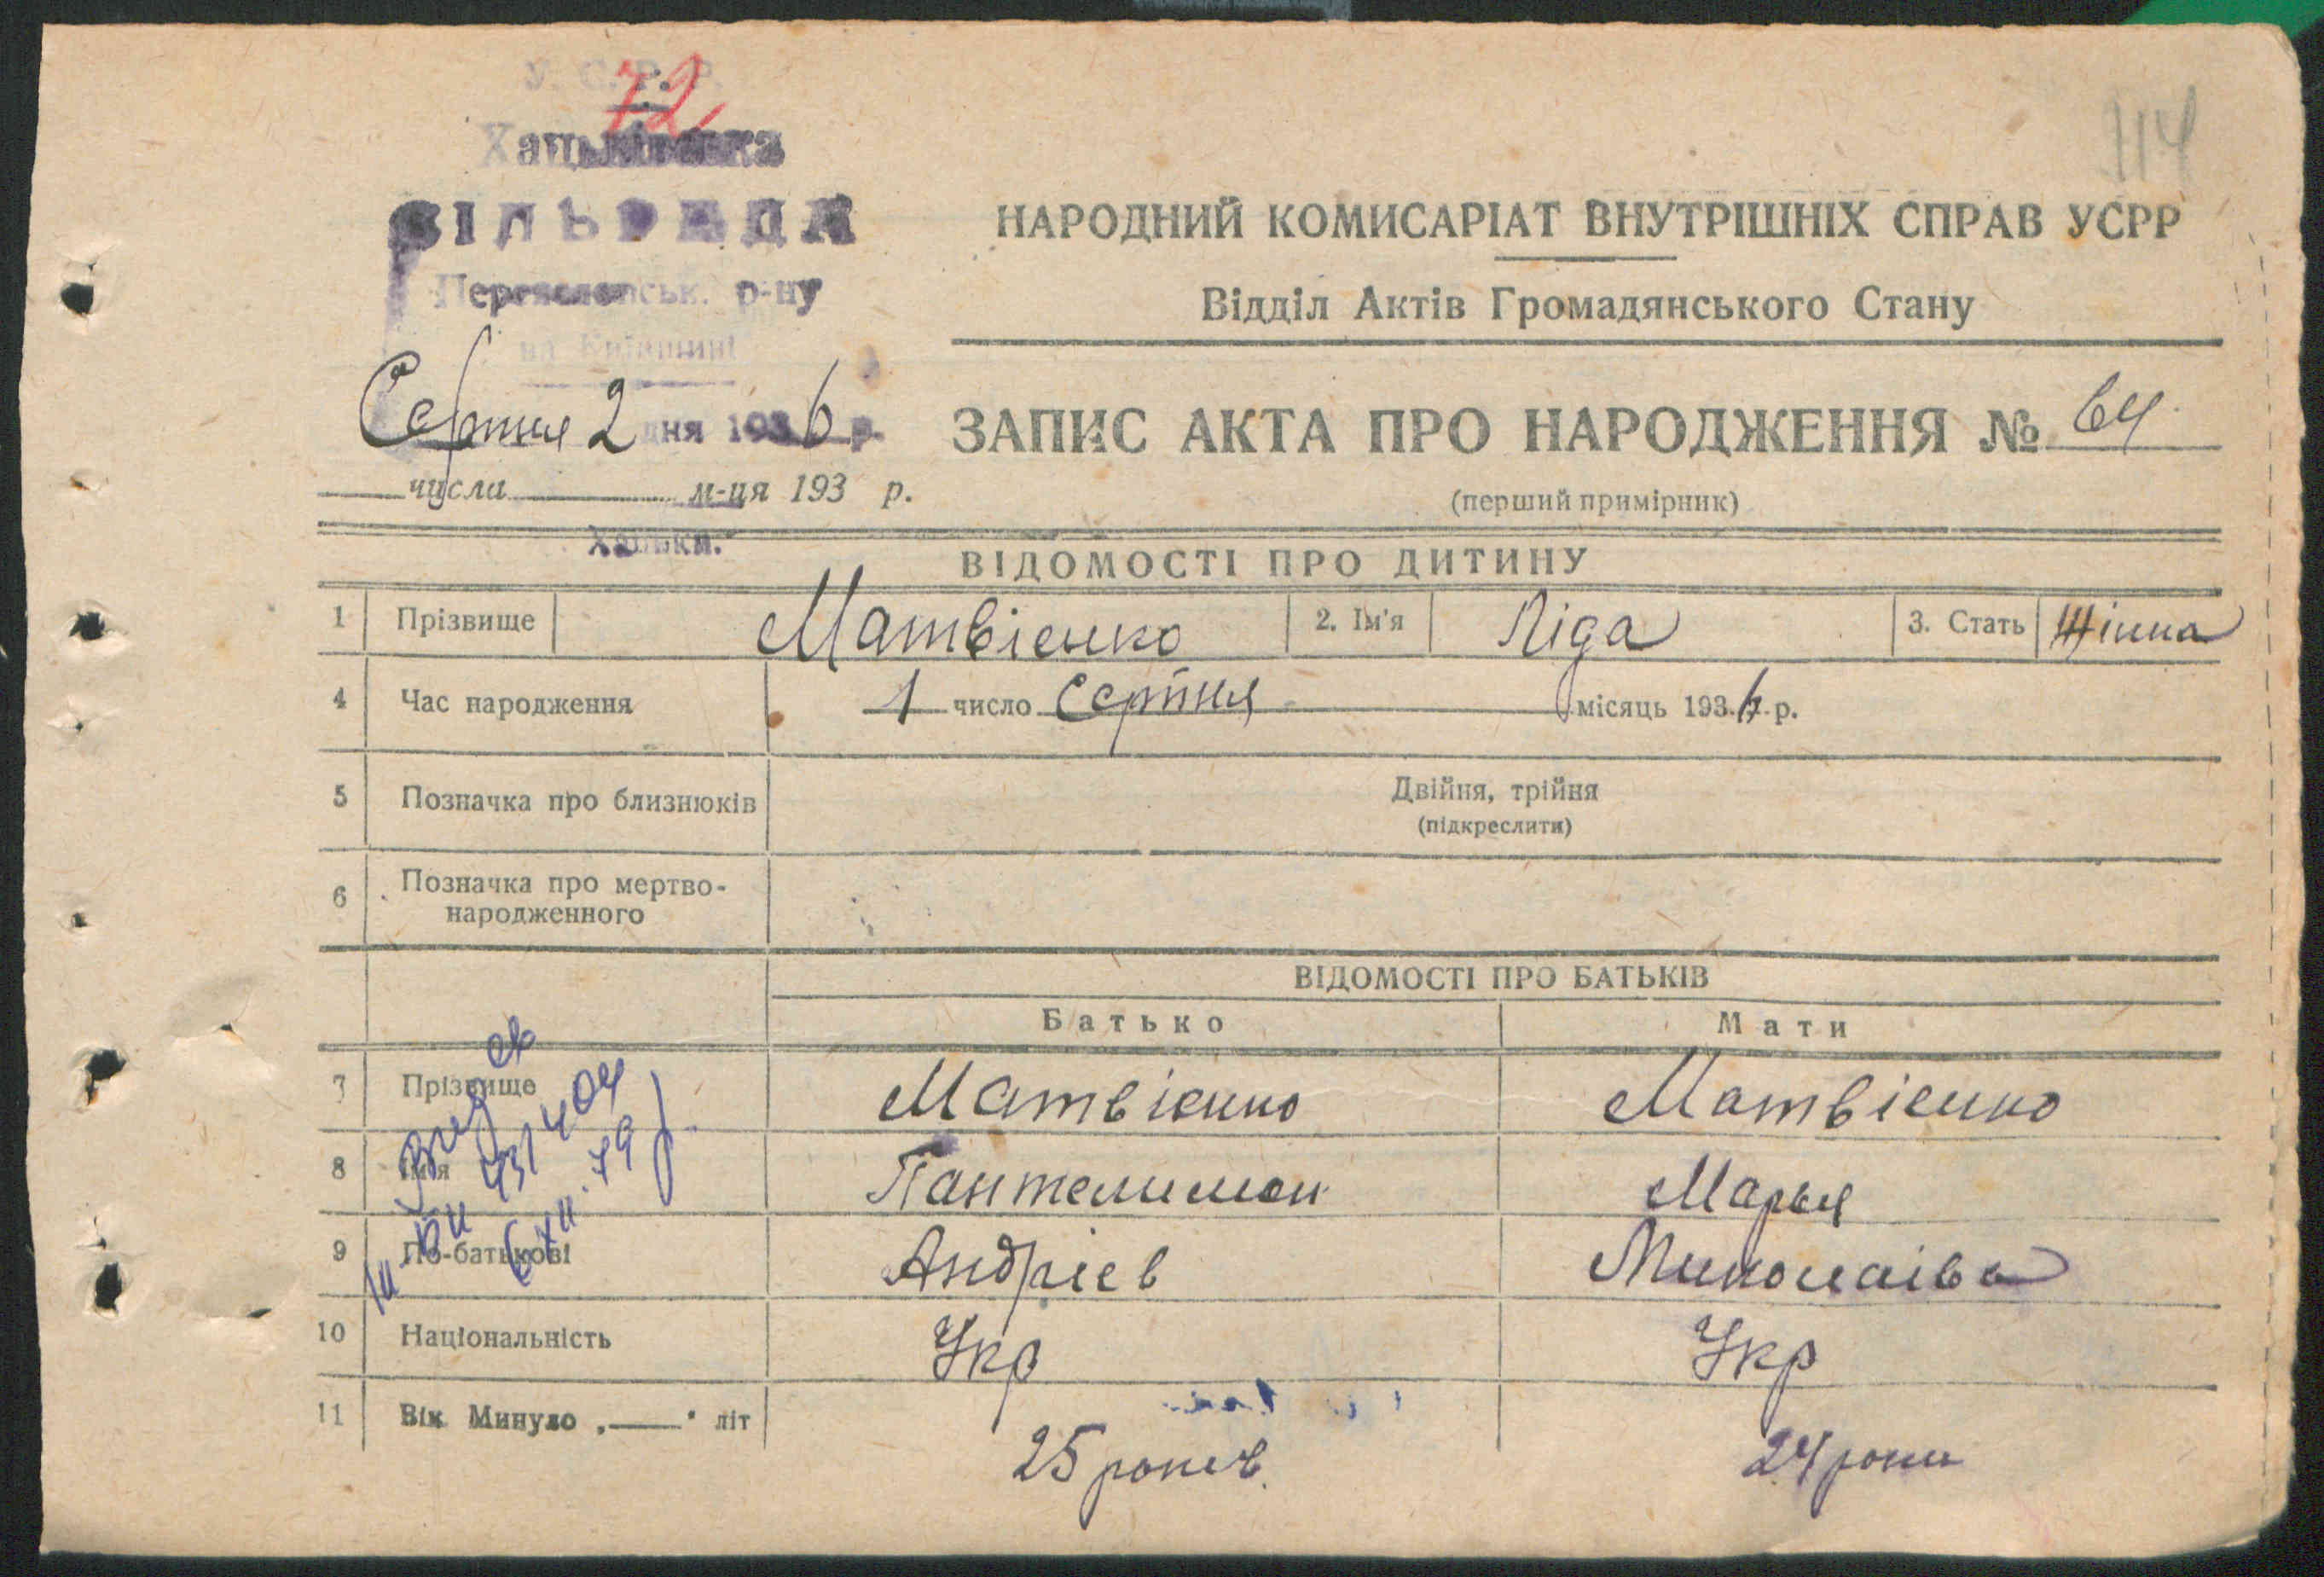 У. С. Р. Р.
72
114
Хацьківська
СІЛЬРАДА
Переяславськ. р-ну
на Київщині
Серпня 2 дня 1936 р.
числа м-ця 193 р.
Хацьки.
НАРОДНИЙ КОМИСАРІАТ ВНУТРІШНІХ СПРАВ УСРР
Відділ Актів Громадянського Стану
ЗАПИС АКТА ПРО НАРОДЖЕННЯ № 64
(перший примірник)
ВІДОМОСТІ ПРО ДИТИНУ
1 Прізвище Матвієнко 2. Ім'я Ліда 3. Стать Жінна
4 Час народження 1 число Серпня місяць 1936 р.
5 Позначка про близнюків Двійня, трійня
(підкреслити)
6 Позначка про мертво-
народженного
ВІДОМОСТІ ПРО БАТЬКІВ
Батько Мати
7 Прізвище Матвієнко Матвієнко
8 Ім'я Пантелимон Марья
9 По-батькові Андрієв Миколаіва
10 Національність Укр Укр
11 Вік Минуло „——" літ 25 років. 24 роки